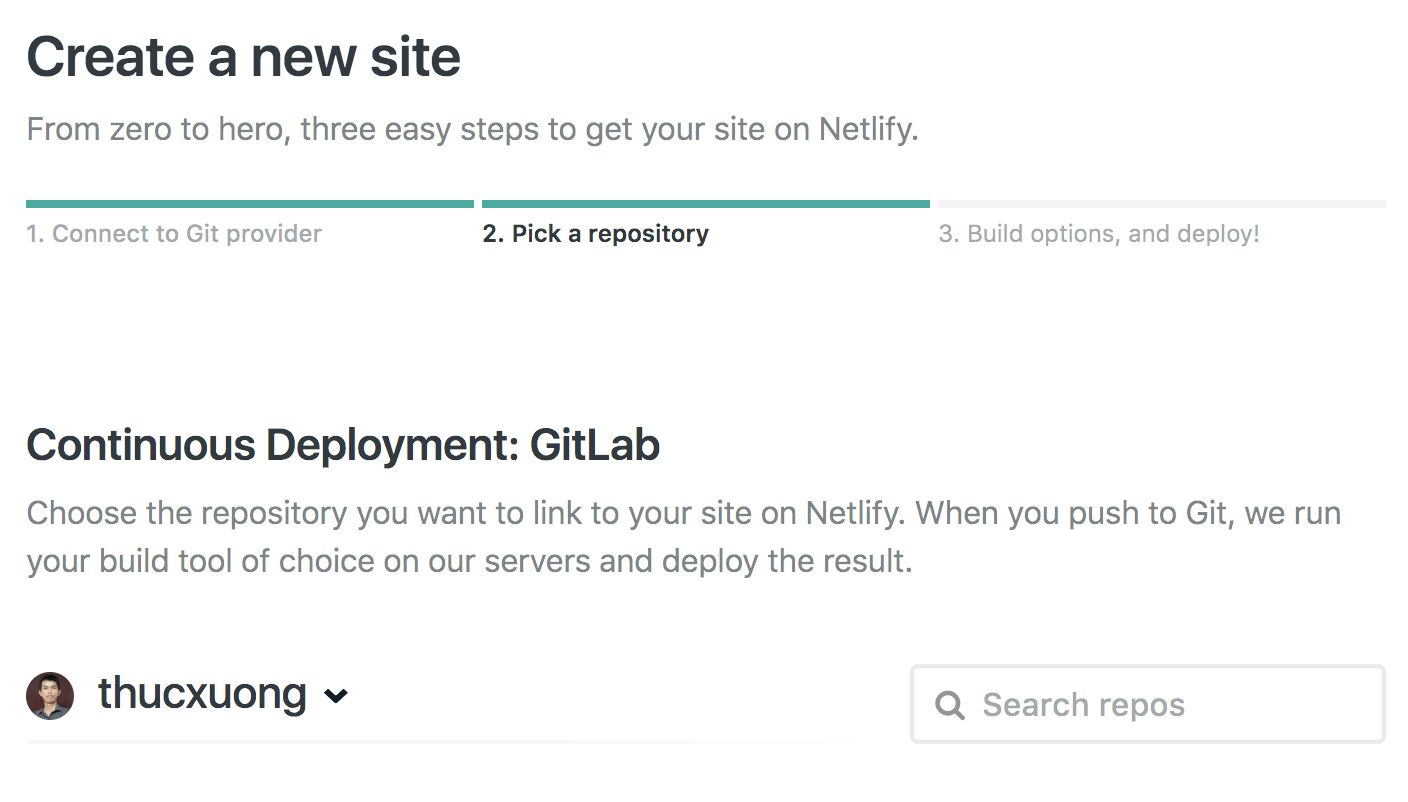 Create a new site
From zero to hero, three easy steps to get your site on Netlify.
1. Connect to Git provider
2. Pick a repository
3. Build options, and deploy!
Continuous Deployment: GitLab
Choose the repository you want to link to your site on Netlify. When you push to Git, we run
your build tool of choice on our servers and deploy the result.
thucxuong
Search repos